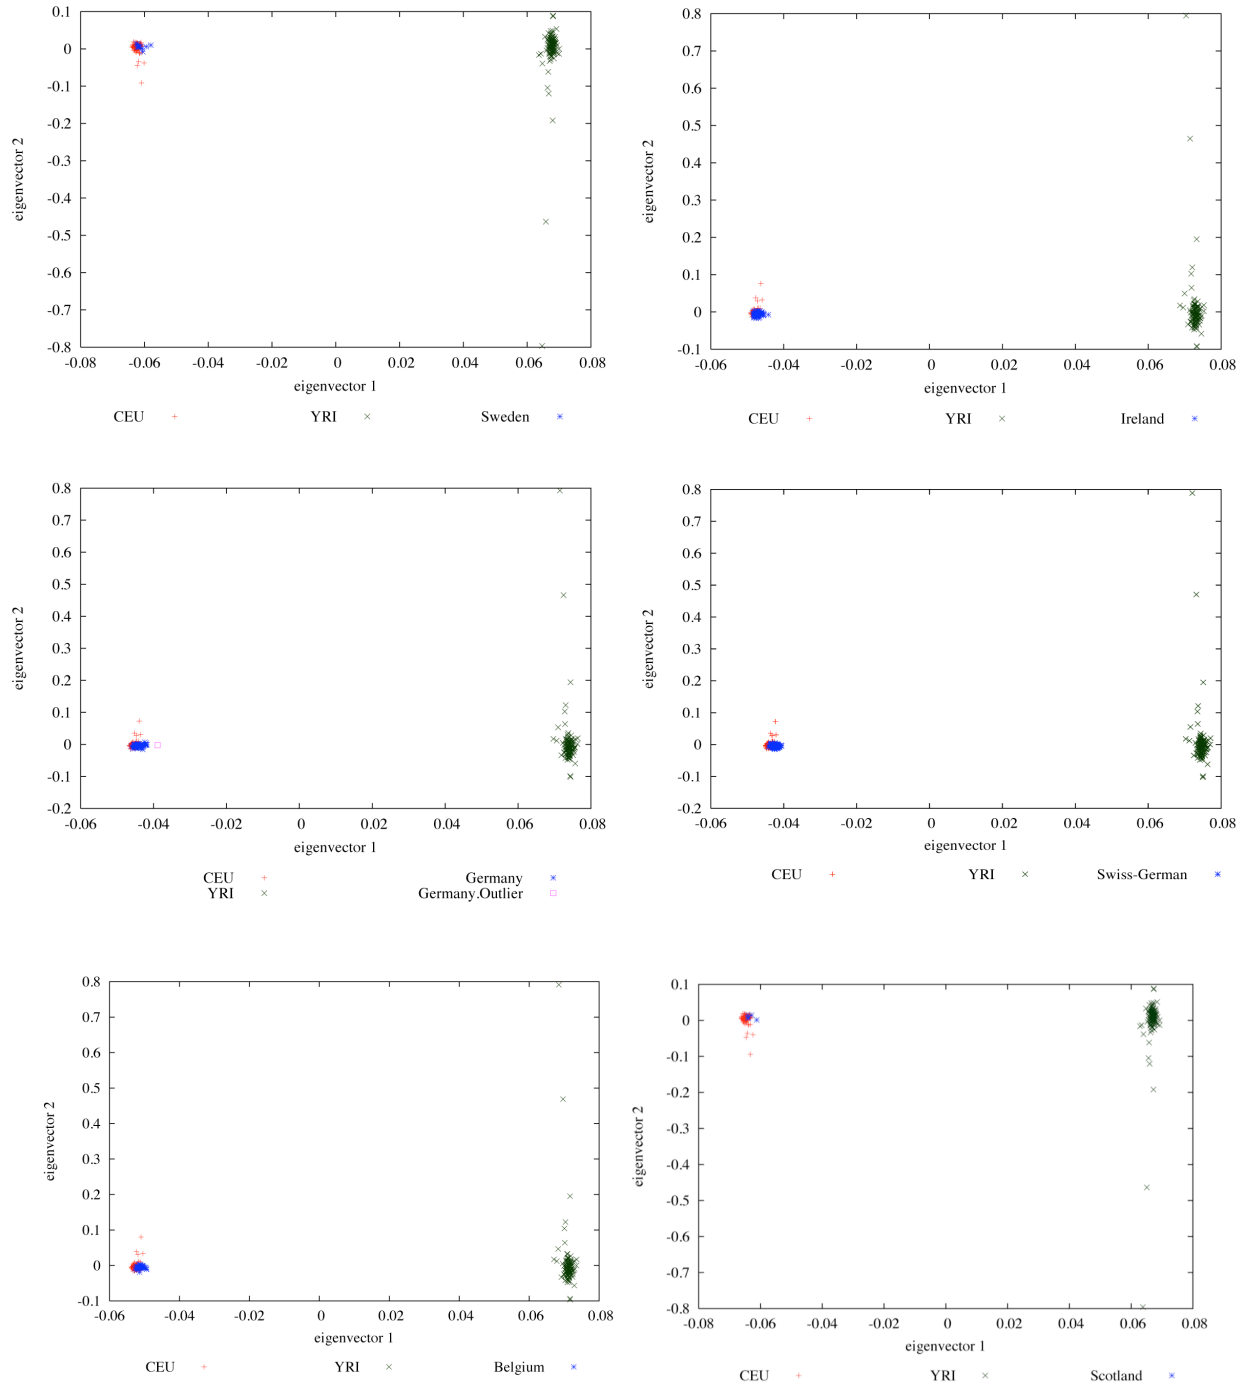 0.1
0
-0.1
-0.2
-0.3
-0.4
-0.5
-0.6
-0.7
-0.8
eigenvector 2
-0.08 -0.06 -0.04 -0.02 0 0.02 0.04 0.06 0.08
eigenvector 1
CEU YRI Sweden
0.8
0.7
0.6
0.5
0.4
0.3
0.2
0.1
0
-0.1
eigenvector 2
-0.06 -0.04 -0.02 0 0.02 0.04 0.06 0.08
eigenvector 1
CEU YRI Ireland
0.8
0.7
0.6
0.5
0.4
0.3
0.2
0.1
0
-0.1
-0.2
eigenvector 2
-0.06 -0.04 -0.02 0 0.02 0.04 0.06 0.08
eigenvector 1
CEU Germany
YRI Germany.Outlier
0.8
0.7
0.6
0.5
0.4
0.3
0.2
0.1
0
-0.1
-0.2
eigenvector 2
-0.06 -0.04 -0.02 0 0.02 0.04 0.06 0.08
eigenvector 1
CEU YRI Swiss-German
0.8
0.7
0.6
0.5
0.4
0.3
0.2
0.1
0
-0.1
eigenvector 2
-0.06 -0.04 -0.02 0 0.02 0.04 0.06 0.08
eigenvector 1
CEU YRI Belgium
0.1
0
-0.1
-0.2
-0.3
-0.4
-0.5
-0.6
-0.7
-0.8
eigenvector 2
-0.08 -0.06 -0.04 -0.02 0 0.02 0.04 0.06 0.08
eigenvector 1
CEU YRI Scotland